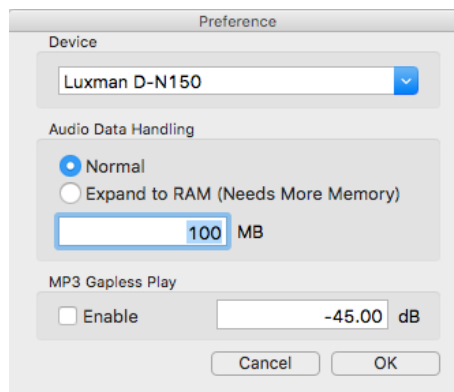 Preference
Device
Luxman D-N150
Audio Data Handling
Normal
Expand to RAM (Needs More Memory)
100 MB
MP3 Gapless Play
Enable -45.00 dB
Cancel OK